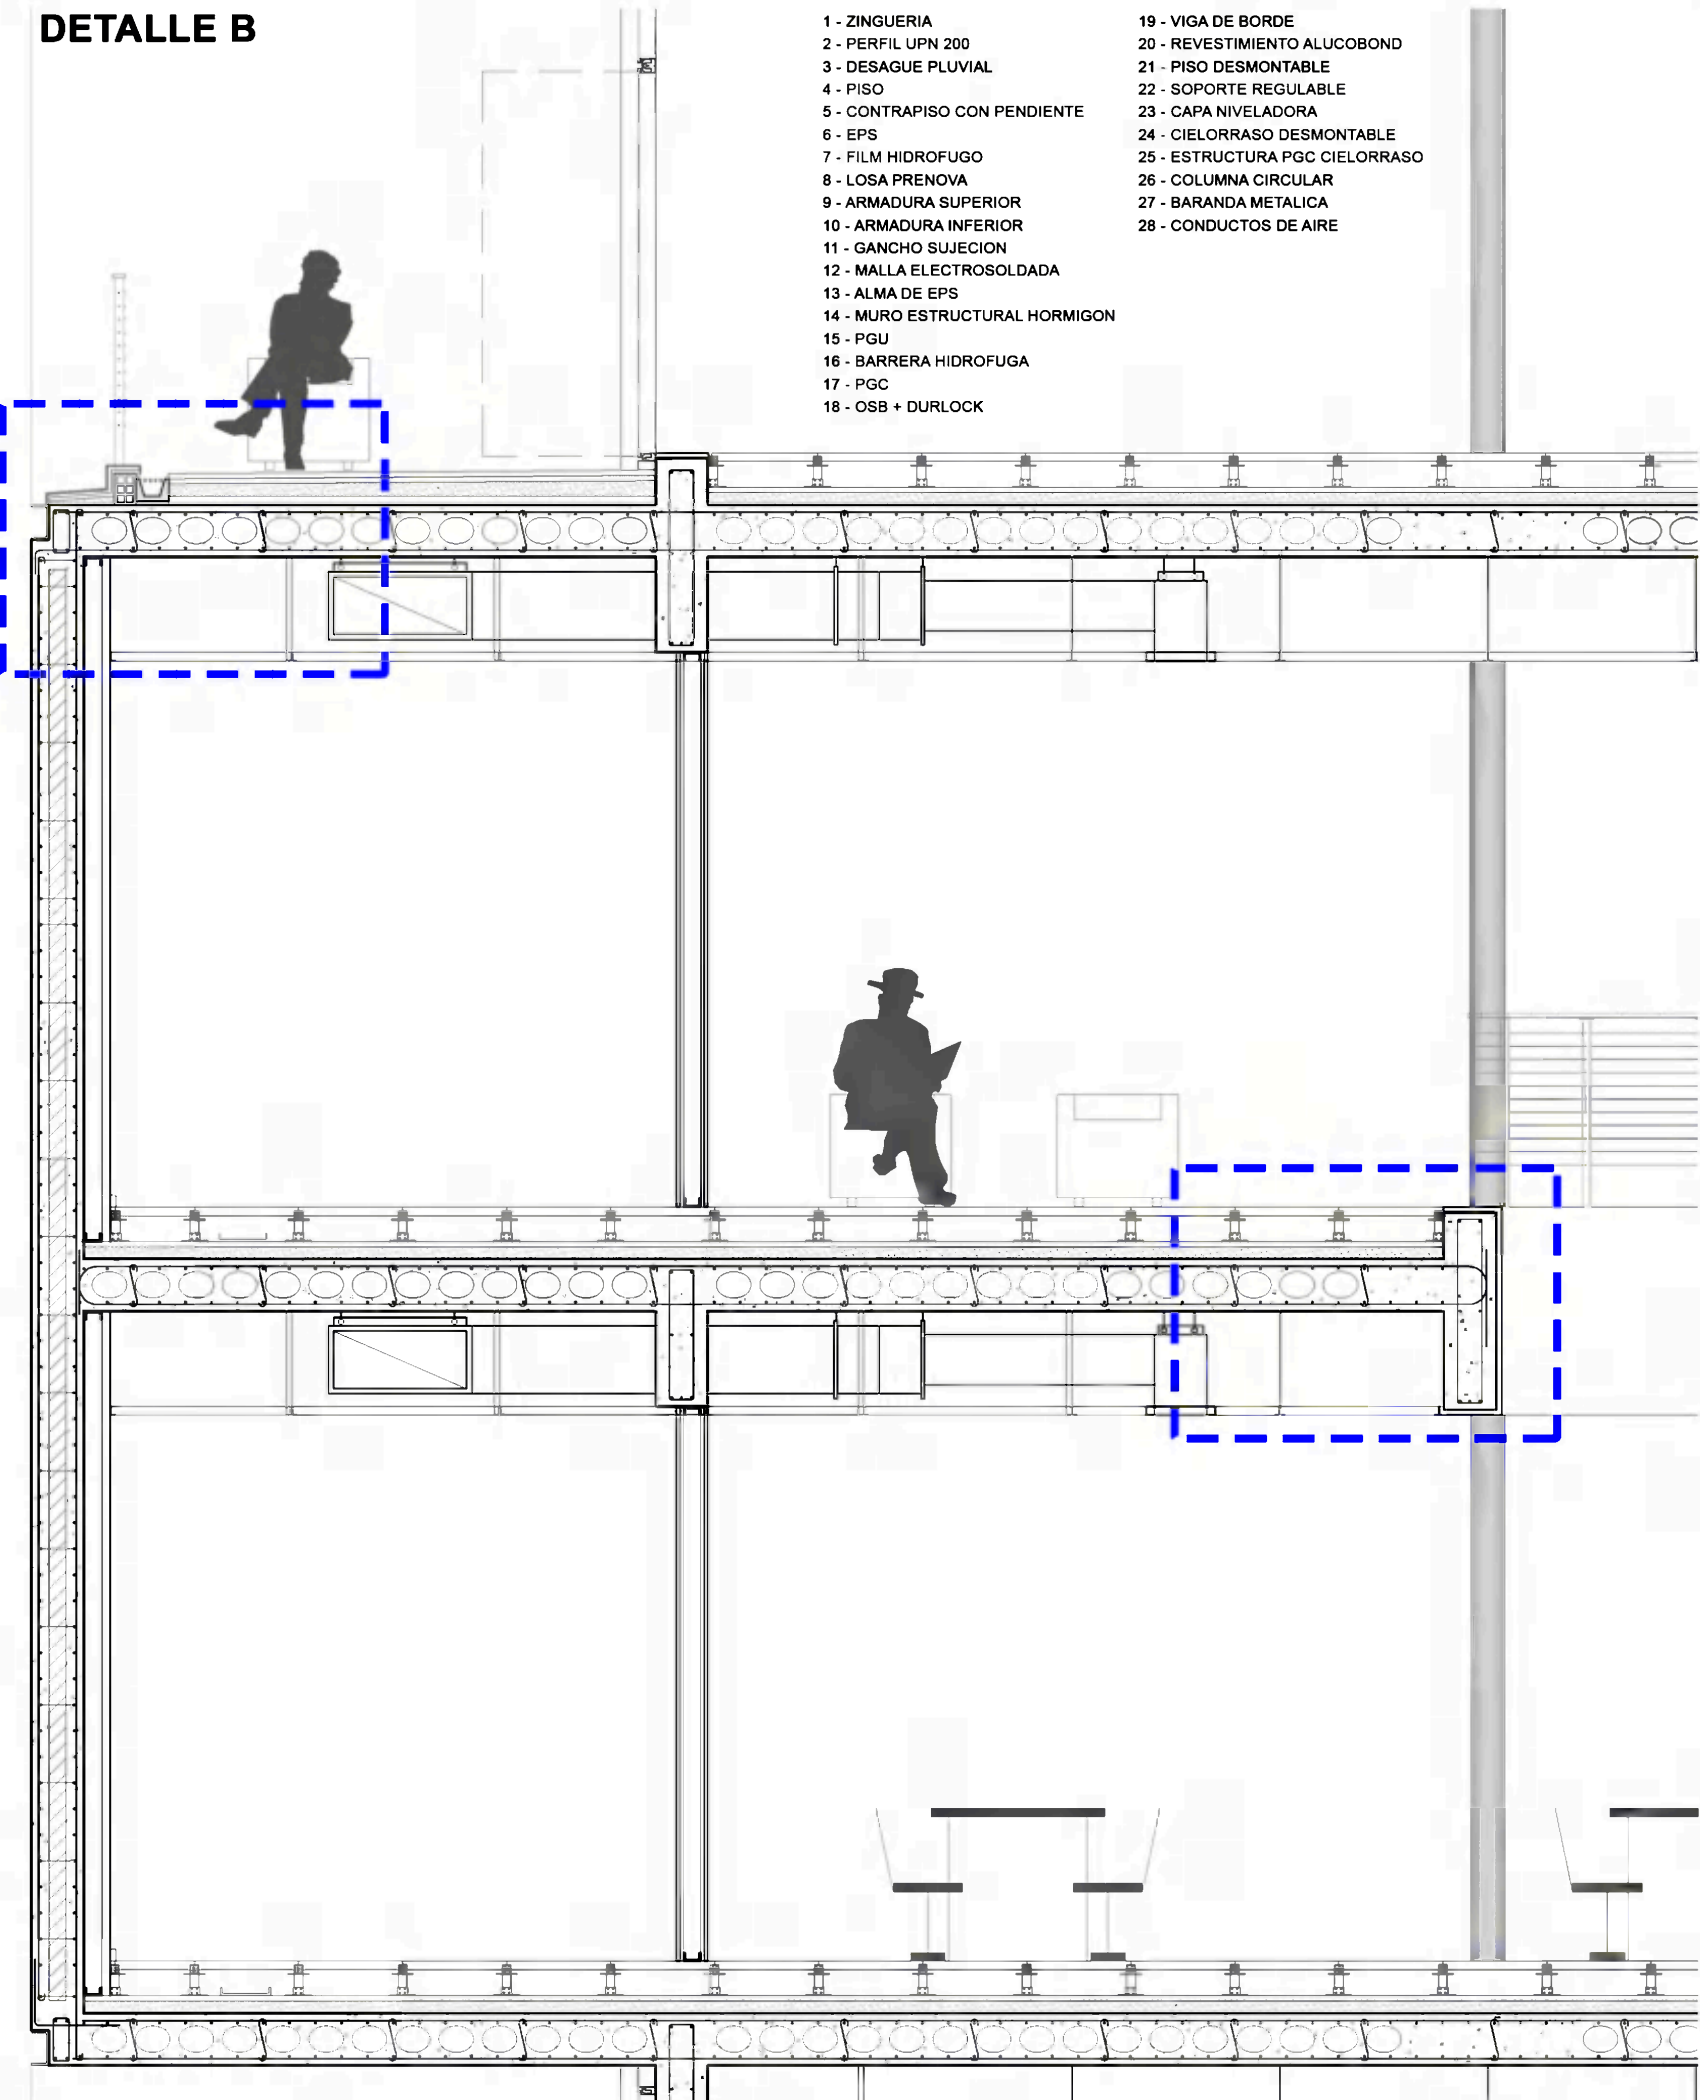 DETALLE B
1 - ZINGUERIA
2 - PERFIL UPN 200
3 - DESAGUE PLUVIAL
4 - PISO
5 - CONTRAPISO CON PENDIENTE
6 - EPS
7 - FILM HIDROFUGO
8 - LOSA PRENOVA
9 - ARMADURA SUPERIOR
10 - ARMADURA INFERIOR
11 - GANCHO SUJECION
12 - MALLA ELECTROSOLDADA
13 - ALMA DE EPS
14 - MURO ESTRUCTURAL HORMIGON
15 - PGU
16 - BARRERA HIDROFUGA
17 - PGC
18 - OSB + DURLOCK
19 - VIGA DE BORDE
20 - REVESTIMIENTO ALUCOBOND
21 - PISO DESMONTABLE
22 - SOPORTE REGULABLE
23 - CAPA NIVELADORA
24 - CIELORRASO DESMONTABLE
25 - ESTRUCTURA PGC CIELORRASO
26 - COLUMNA CIRCULAR
27 - BARANDA METALICA
28 - CONDUCTOS DE AIRE